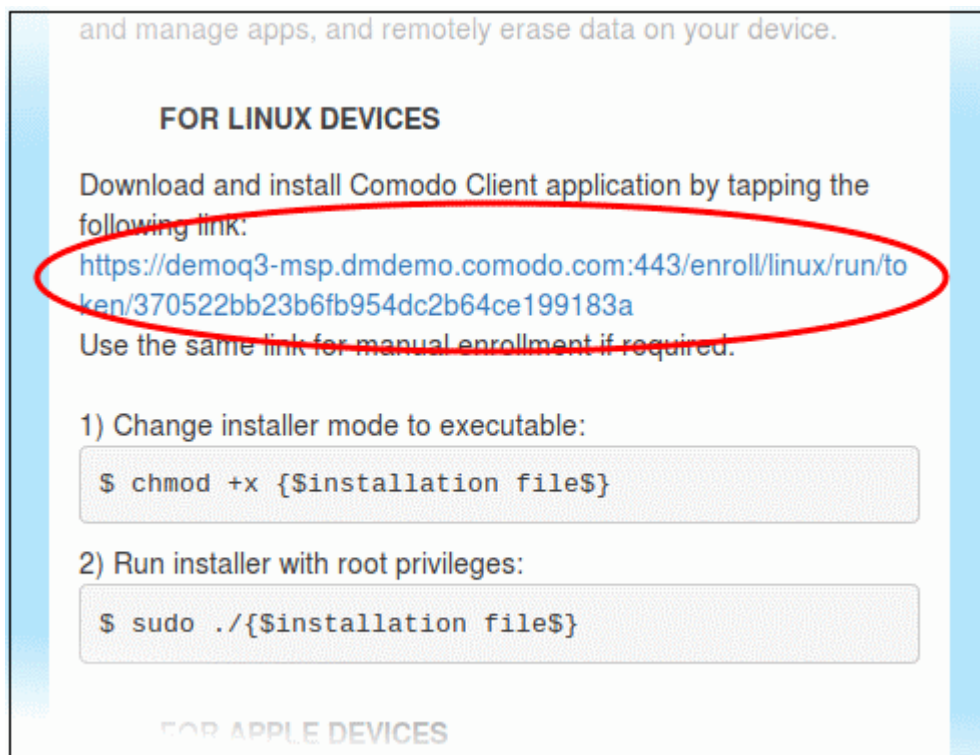 and manage apps, and remotely erase data on your device.
FOR LINUX DEVICES
Download and install Comodo Client application by tapping the
following link:
https://demoq3-msp.dmdemo.comodo.com:443/enroll/linux/run/to
ken/370522bb23b6fb954dc2b64ce199183a
Use the same link for manual enrollment if required.
1) Change installer mode to executable:
$ chmod +x {$installation file$}
2) Run installer with root privileges:
$ sudo ./{$installation file$}
FOR APPLE DEVICES